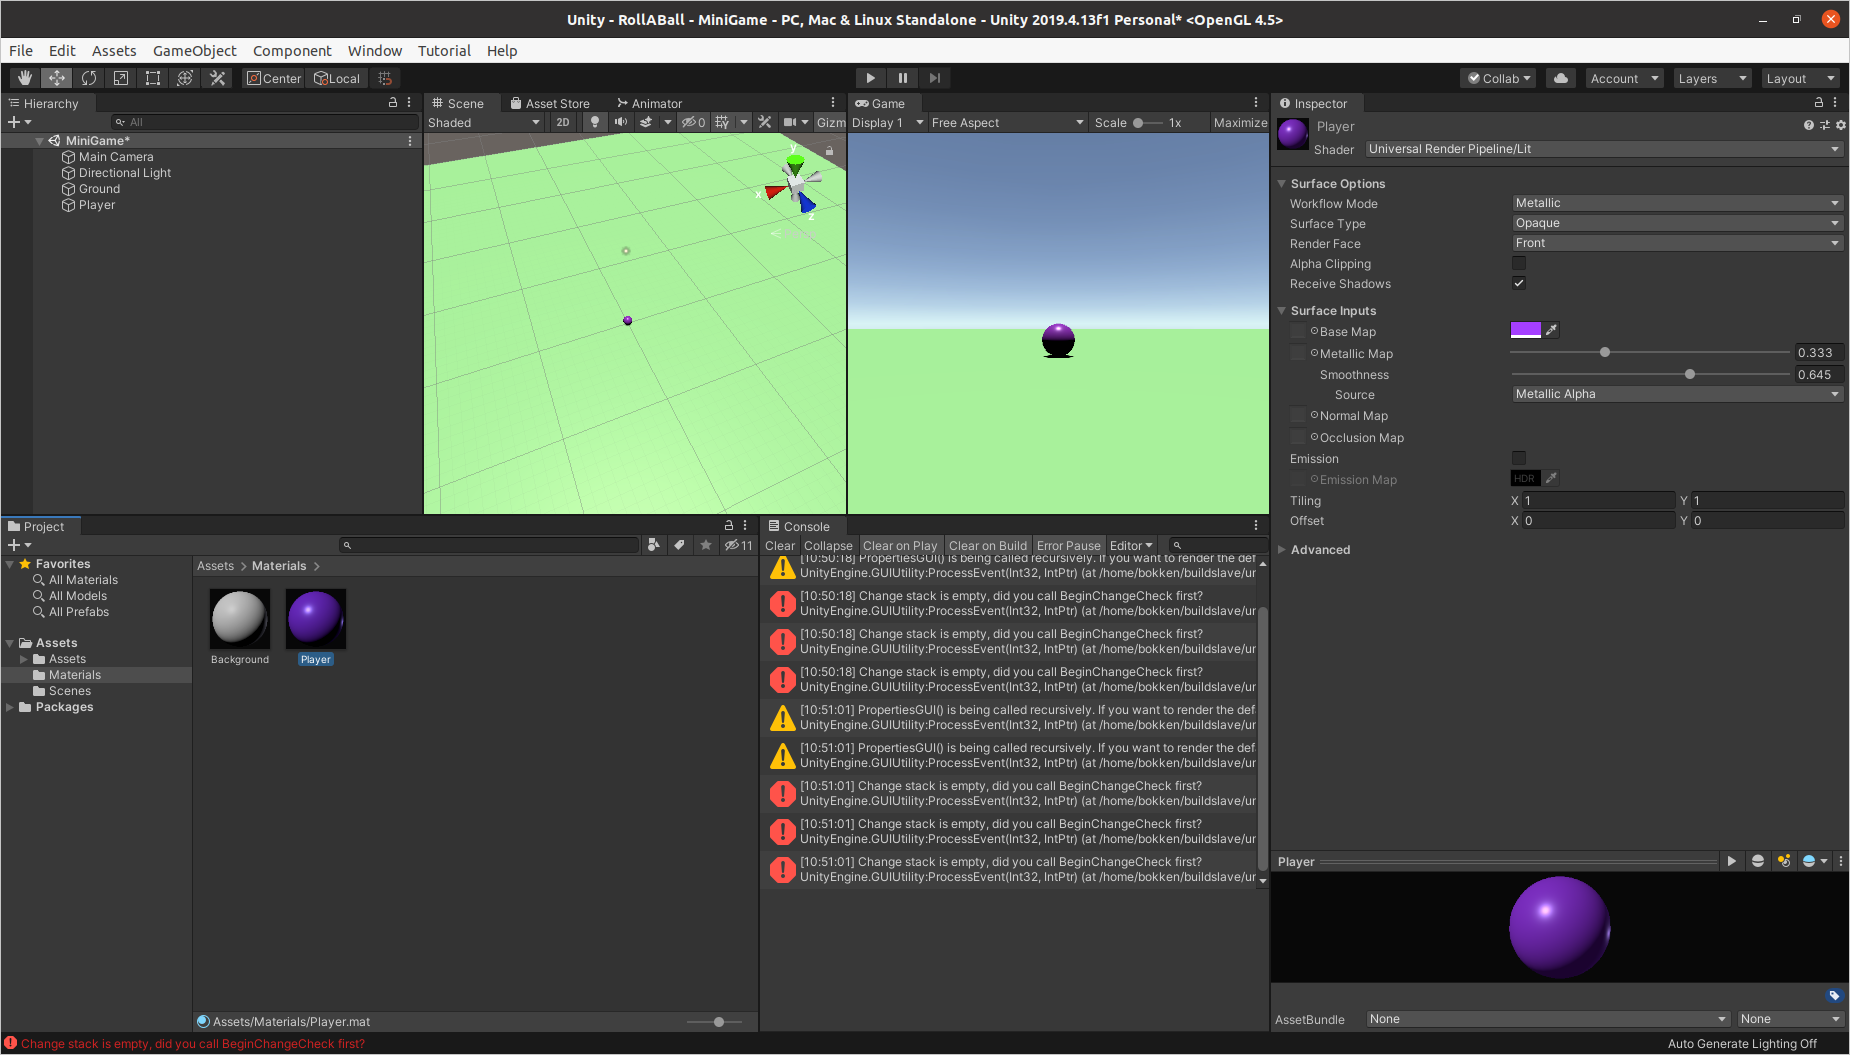 Unity - RollABall - MiniGame - PC, Mac & Linux Standalone - Unity 2019.4.13f1 Personal* <OpenGL 4.5>
File Edit Assets GameObject Component Window Tutorial Help
Center Local Collab Account Layers Layout
Hierarchy
All
MiniGame*
Main Camera
Directional Light
Ground
Player
Scene Asset Store Animator
Shaded 2D 0 Gizm
y
x
z
Game
Display 1 Free Aspect Scale 1x Maximize
Inspector
Player
Shader Universal Render Pipeline/Lit
Surface Options
Workflow Mode Metallic
Surface Type Opaque
Render Face Front
Alpha Clipping
Receive Shadows
Surface Inputs
Base Map
Metallic Map 0.333
Smoothness 0.645
Source Metallic Alpha
Normal Map
Occlusion Map
Emission
Emission Map HDR
Tiling X 1 Y 1
Offset X 0 Y 0
Advanced
Project
11
Favorites
All Materials
All Models
All Prefabs
Assets
Assets
Materials
Scenes
Packages
Assets > Materials >
Background Player
Assets/Materials/Player.mat
Console
Clear Collapse Clear on Play Clear on Build Error Pause Editor
[10:50:18] PropertiesGUI() is being called recursively. If you want to render the def
UnityEngine.GUIUtility:ProcessEvent(Int32, IntPtr) (at /home/bokken/buildslave/ur
[10:50:18] Change stack is empty, did you call BeginChangeCheck first?
UnityEngine.GUIUtility:ProcessEvent(Int32, IntPtr) (at /home/bokken/buildslave/ur
[10:50:18] Change stack is empty, did you call BeginChangeCheck first?
UnityEngine.GUIUtility:ProcessEvent(Int32, IntPtr) (at /home/bokken/buildslave/ur
[10:50:18] Change stack is empty, did you call BeginChangeCheck first?
UnityEngine.GUIUtility:ProcessEvent(Int32, IntPtr) (at /home/bokken/buildslave/ur
[10:51:01] PropertiesGUI() is being called recursively. If you want to render the def
UnityEngine.GUIUtility:ProcessEvent(Int32, IntPtr) (at /home/bokken/buildslave/ur
[10:51:01] PropertiesGUI() is being called recursively. If you want to render the def
UnityEngine.GUIUtility:ProcessEvent(Int32, IntPtr) (at /home/bokken/buildslave/ur
[10:51:01] Change stack is empty, did you call BeginChangeCheck first?
UnityEngine.GUIUtility:ProcessEvent(Int32, IntPtr) (at /home/bokken/buildslave/ur
[10:51:01] Change stack is empty, did you call BeginChangeCheck first?
UnityEngine.GUIUtility:ProcessEvent(Int32, IntPtr) (at /home/bokken/buildslave/ur
[10:51:01] Change stack is empty, did you call BeginChangeCheck first?
UnityEngine.GUIUtility:ProcessEvent(Int32, IntPtr) (at /home/bokken/buildslave/ur
Player
AssetBundle None None
Change stack is empty, did you call BeginChangeCheck first?
Auto Generate Lighting Off